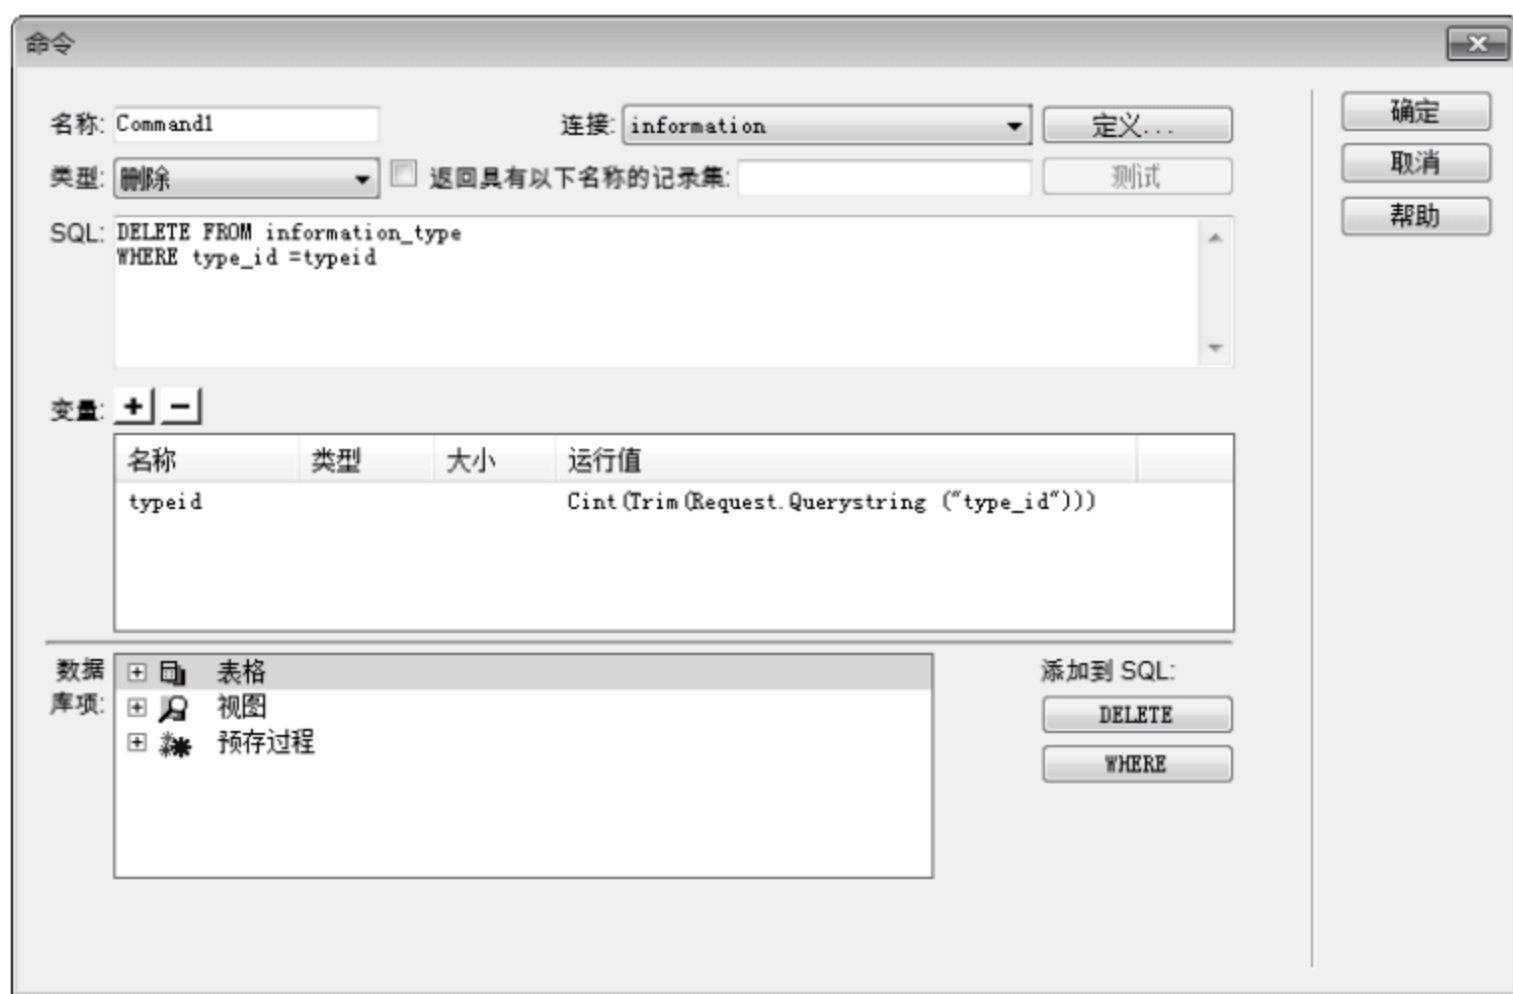 命令
名称: Command1 连接: information 定义...
确定
类型: 删除 返回具有以下名称的记录集: 测试
取消
SQL: DELETE FROM information_type
WHERE type_id =typeid
帮助
变量:
名称 类型 大小 运行值
typeid Cint(Trim(Request.Querystring ("type_id")))
数据库项:
表格
视图
预存过程
添加到 SQL:
DELETE
WHERE